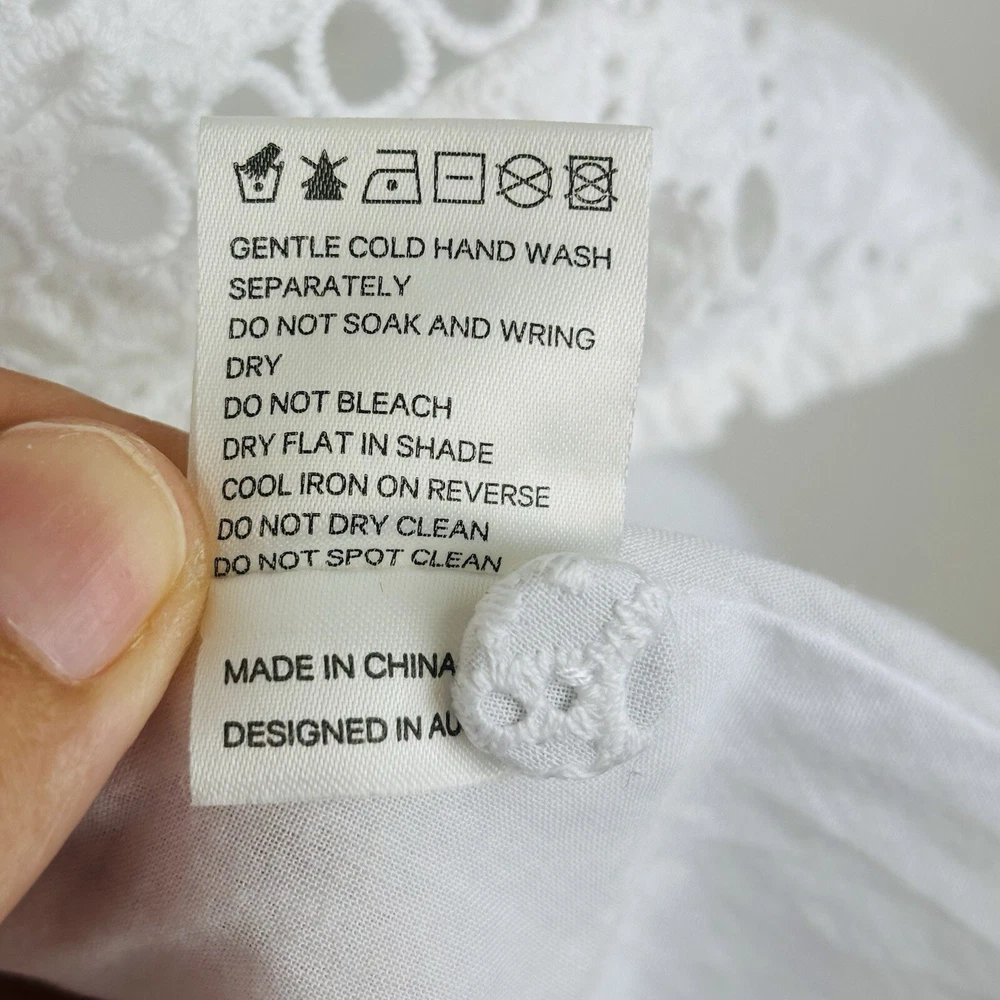 GENTLE COLD HAND WASH
SEPARATELY
DO NOT SOAK AND WRING
DRY
DO NOT BLEACH
DRY FLAT IN SHADE
COOL IRON ON REVERSE
DO NOT DRY CLEAN
DO NOT SPOT CLEAN
MADE IN CHINA
DESIGNED IN AU